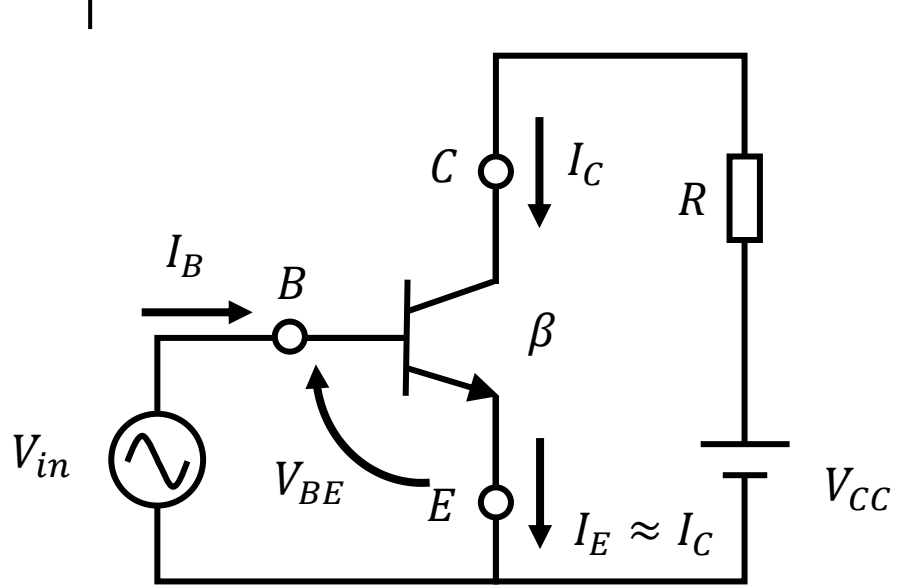 C
I_C
R
I_B
B
β
V_in
V_BE
E
V_CC
I_E ≈ I_C